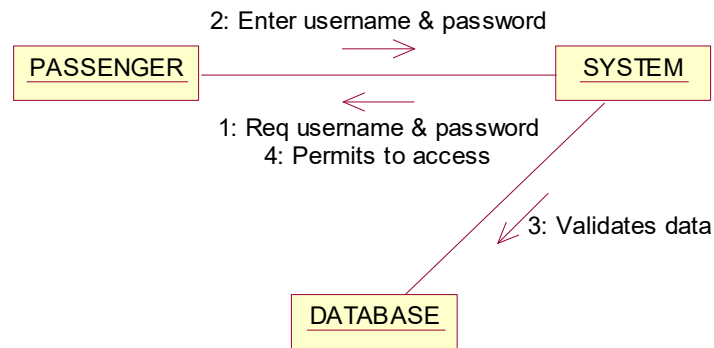 2: Enter username & password
PASSENGER
SYSTEM
1: Req username & password
4: Permits to access
3: Validates data
DATABASE